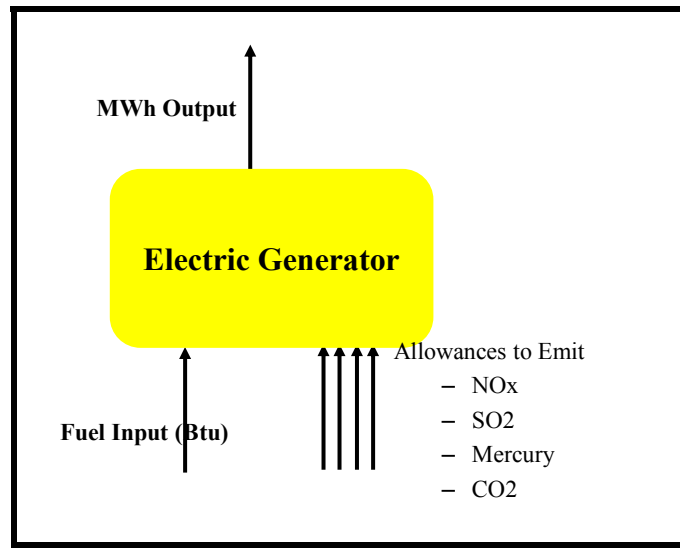 MWh Output
Electric Generator
Allowances to Emit
– NOx
– SO2
– Mercury
– CO2
Fuel Input (Btu)